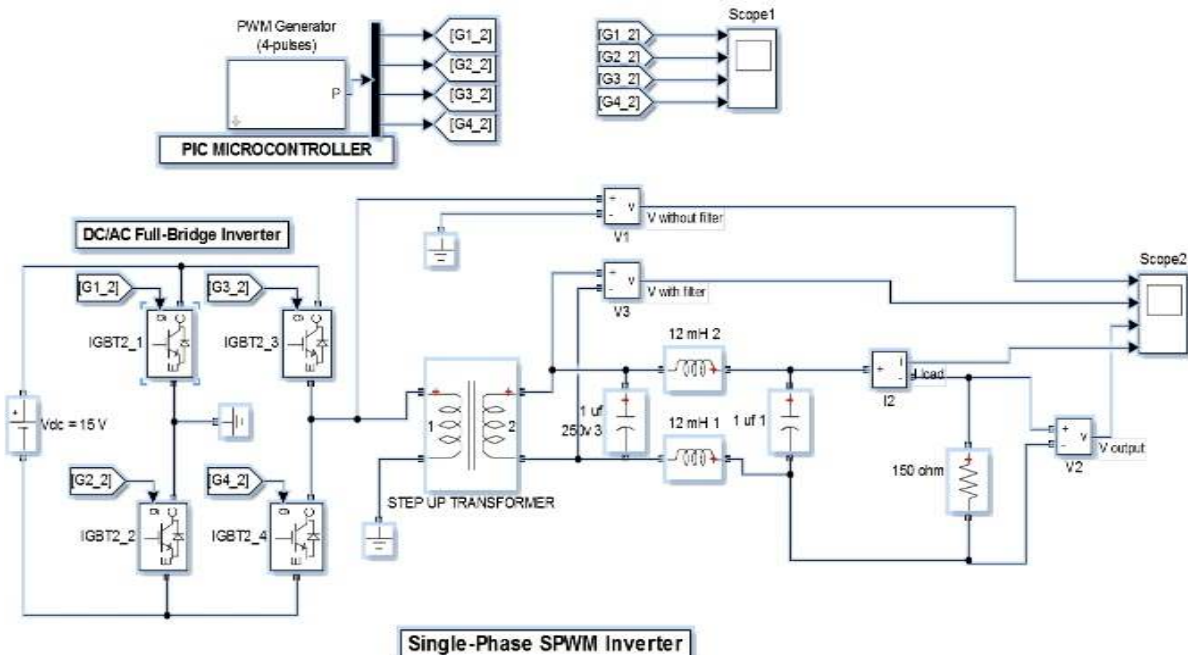 PWM Generator
(4-pulses)
P
[G1_2]
[G2_2]
[G3_2]
[G4_2]
PIC MICROCONTROLLER
Scope1
[G1_2]
[G2_2]
[G3_2]
[G4_2]
DC/AC Full-Bridge Inverter
[G1_2]
g C
E
IGBT2_1
[G3_2]
g C
E
IGBT2_3
Vdc = 15 V
[G2_2]
g C
E
IGBT2_2
[G4_2]
g C
E
IGBT2_4
+ - v
V without filter
V1
+ - v
V with filter
V3
Scope2
1 2
STEP UP TRANSFORMER
1 uf
250v 3
12 mH 2
12 mH 1
1 uf 1
+ i -
I load
I2
150 ohm
+ - v
V output
V2
Single-Phase SPWM Inverter